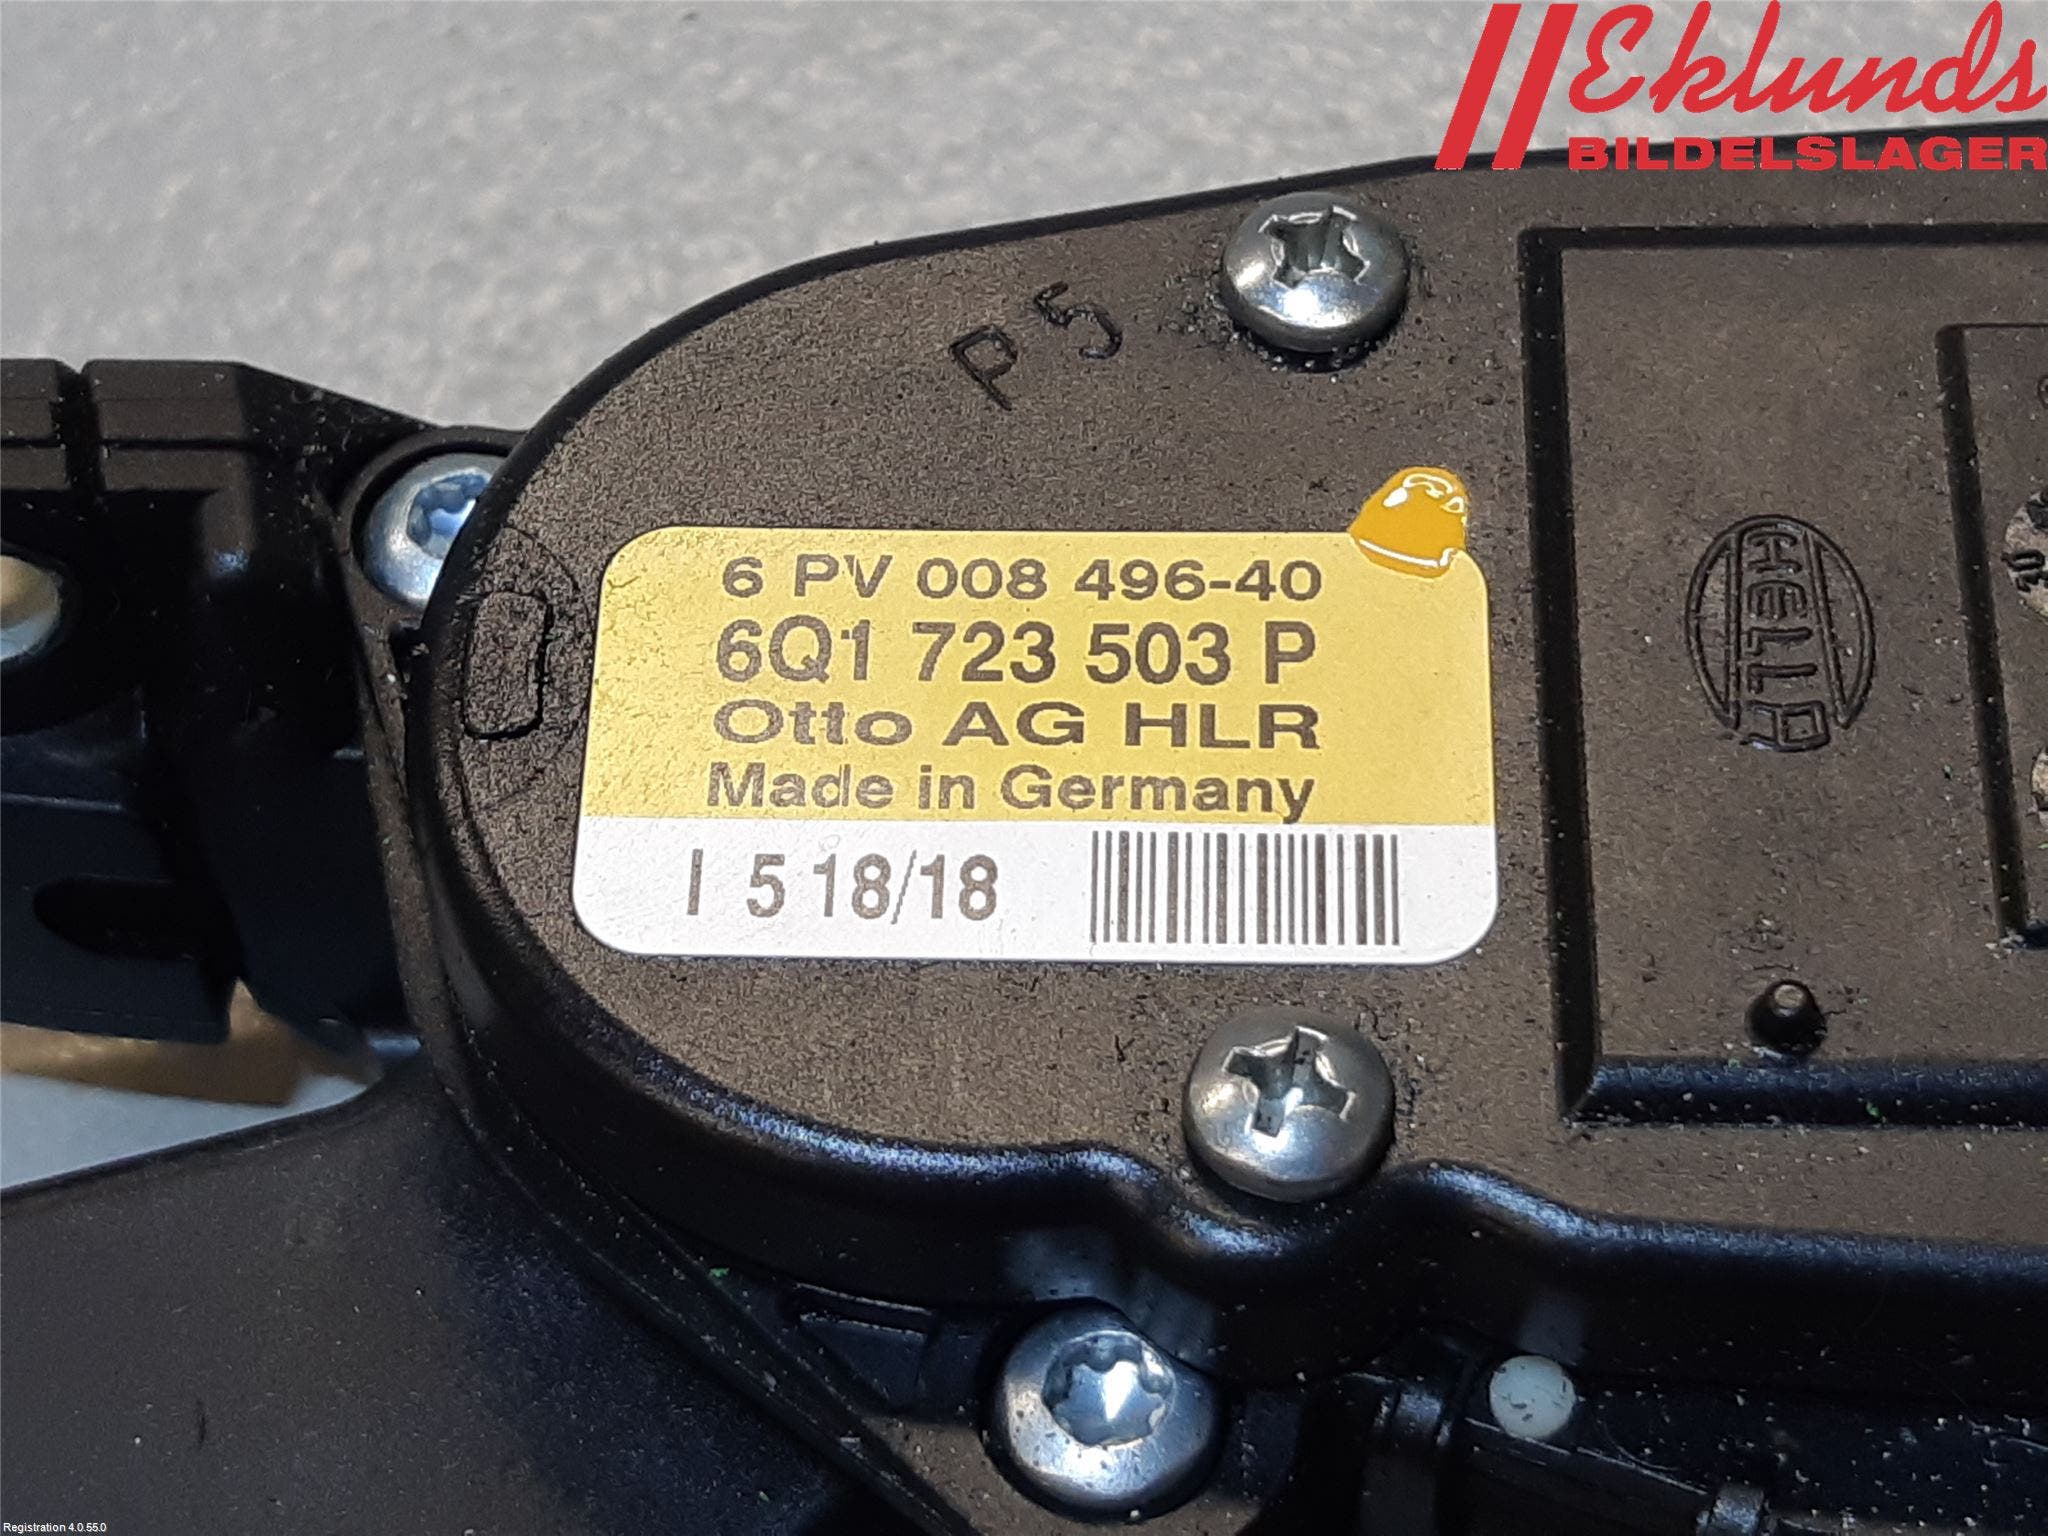 Eklunds
BILDELSLAGER
P 5
6 PV 008 496-40
6Q1 723 503 P
Otto AG HLR
Made in Germany
I 5 18/18
HELLA
Registration 4.0.55.0